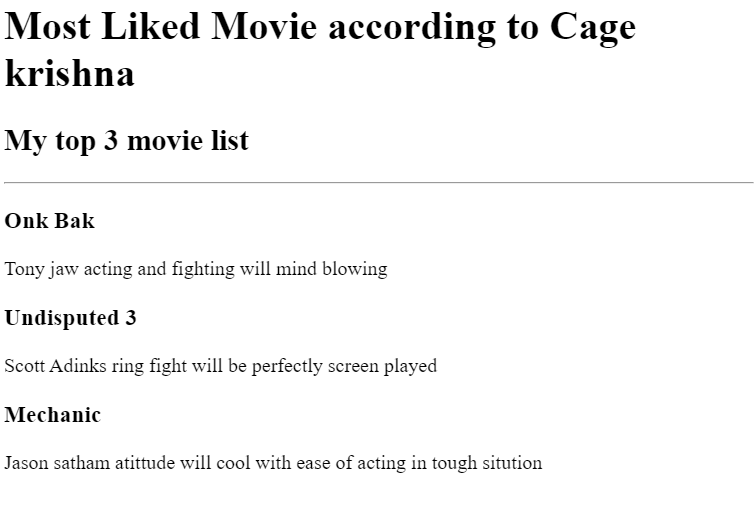 Most Liked Movie according to Cage
krishna
My top 3 movie list
Onk Bak
Tony jaw acting and fighting will mind blowing
Undisputed 3
Scott Adinks ring fight will be perfectly screen played
Mechanic
Jason satham atittude will cool with ease of acting in tough sitution